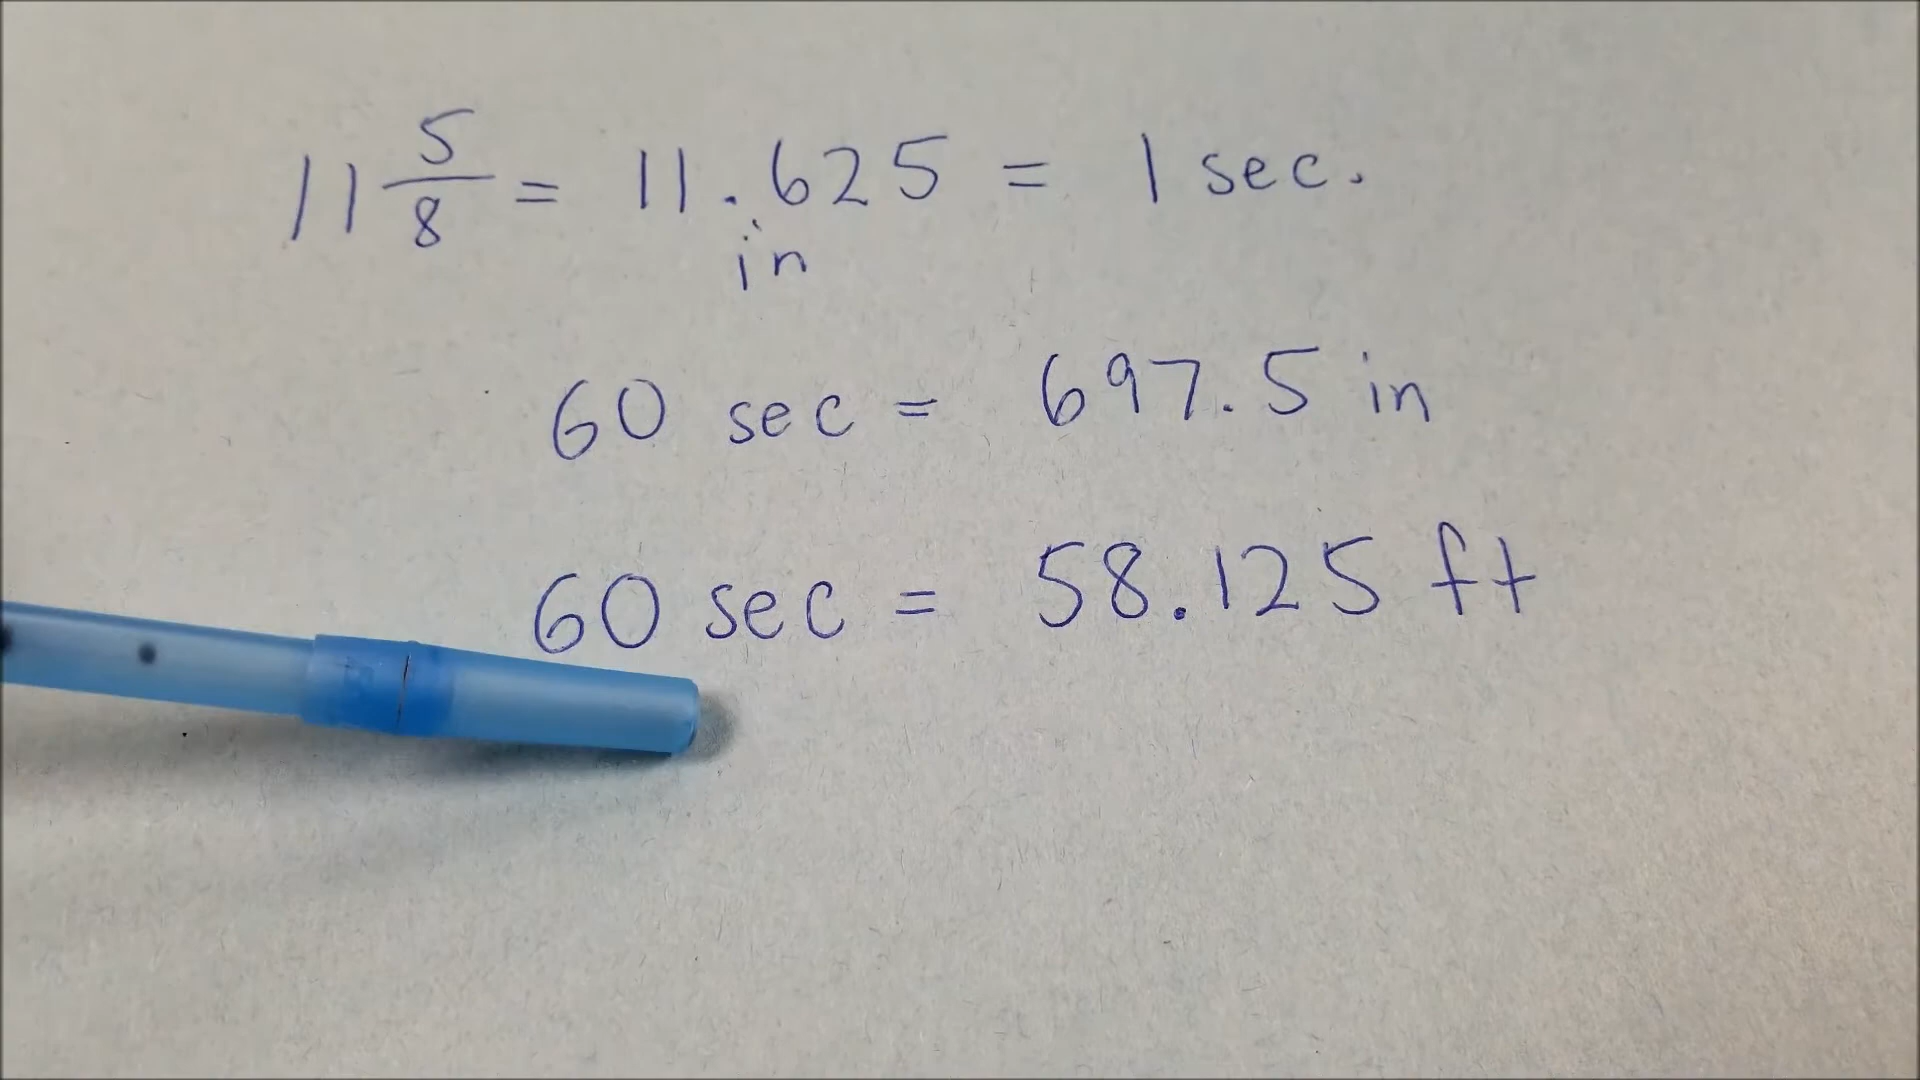 11 5/8 = 11.625 = 1 sec.
in
60 sec = 697.5 in
60 sec = 58.125 ft